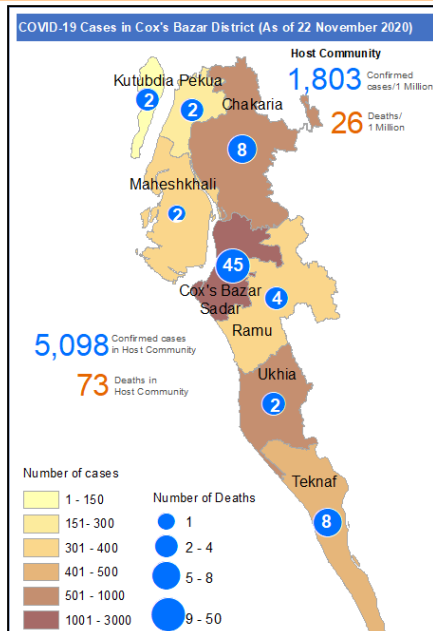 COVID-19 Cases in Cox's Bazar District (As of 22 November 2020)
Host Community
1,803 Confirmed cases/1 Million
26 Deaths/ 1 Million
Kutubdia
Pekua
Chakaria
2
2
8
Maheshkhali
2
45
Cox's Bazar
Sadar
4
Ramu
5,098 Confirmed cases in Host Community
73 Deaths in Host Community
Ukhia
2
Teknaf
8
Number of cases
1 - 150
151 - 300
301 - 400
401 - 500
501 - 1000
1001 - 3000
Number of Deaths
1
2 - 4
5 - 8
9 - 50